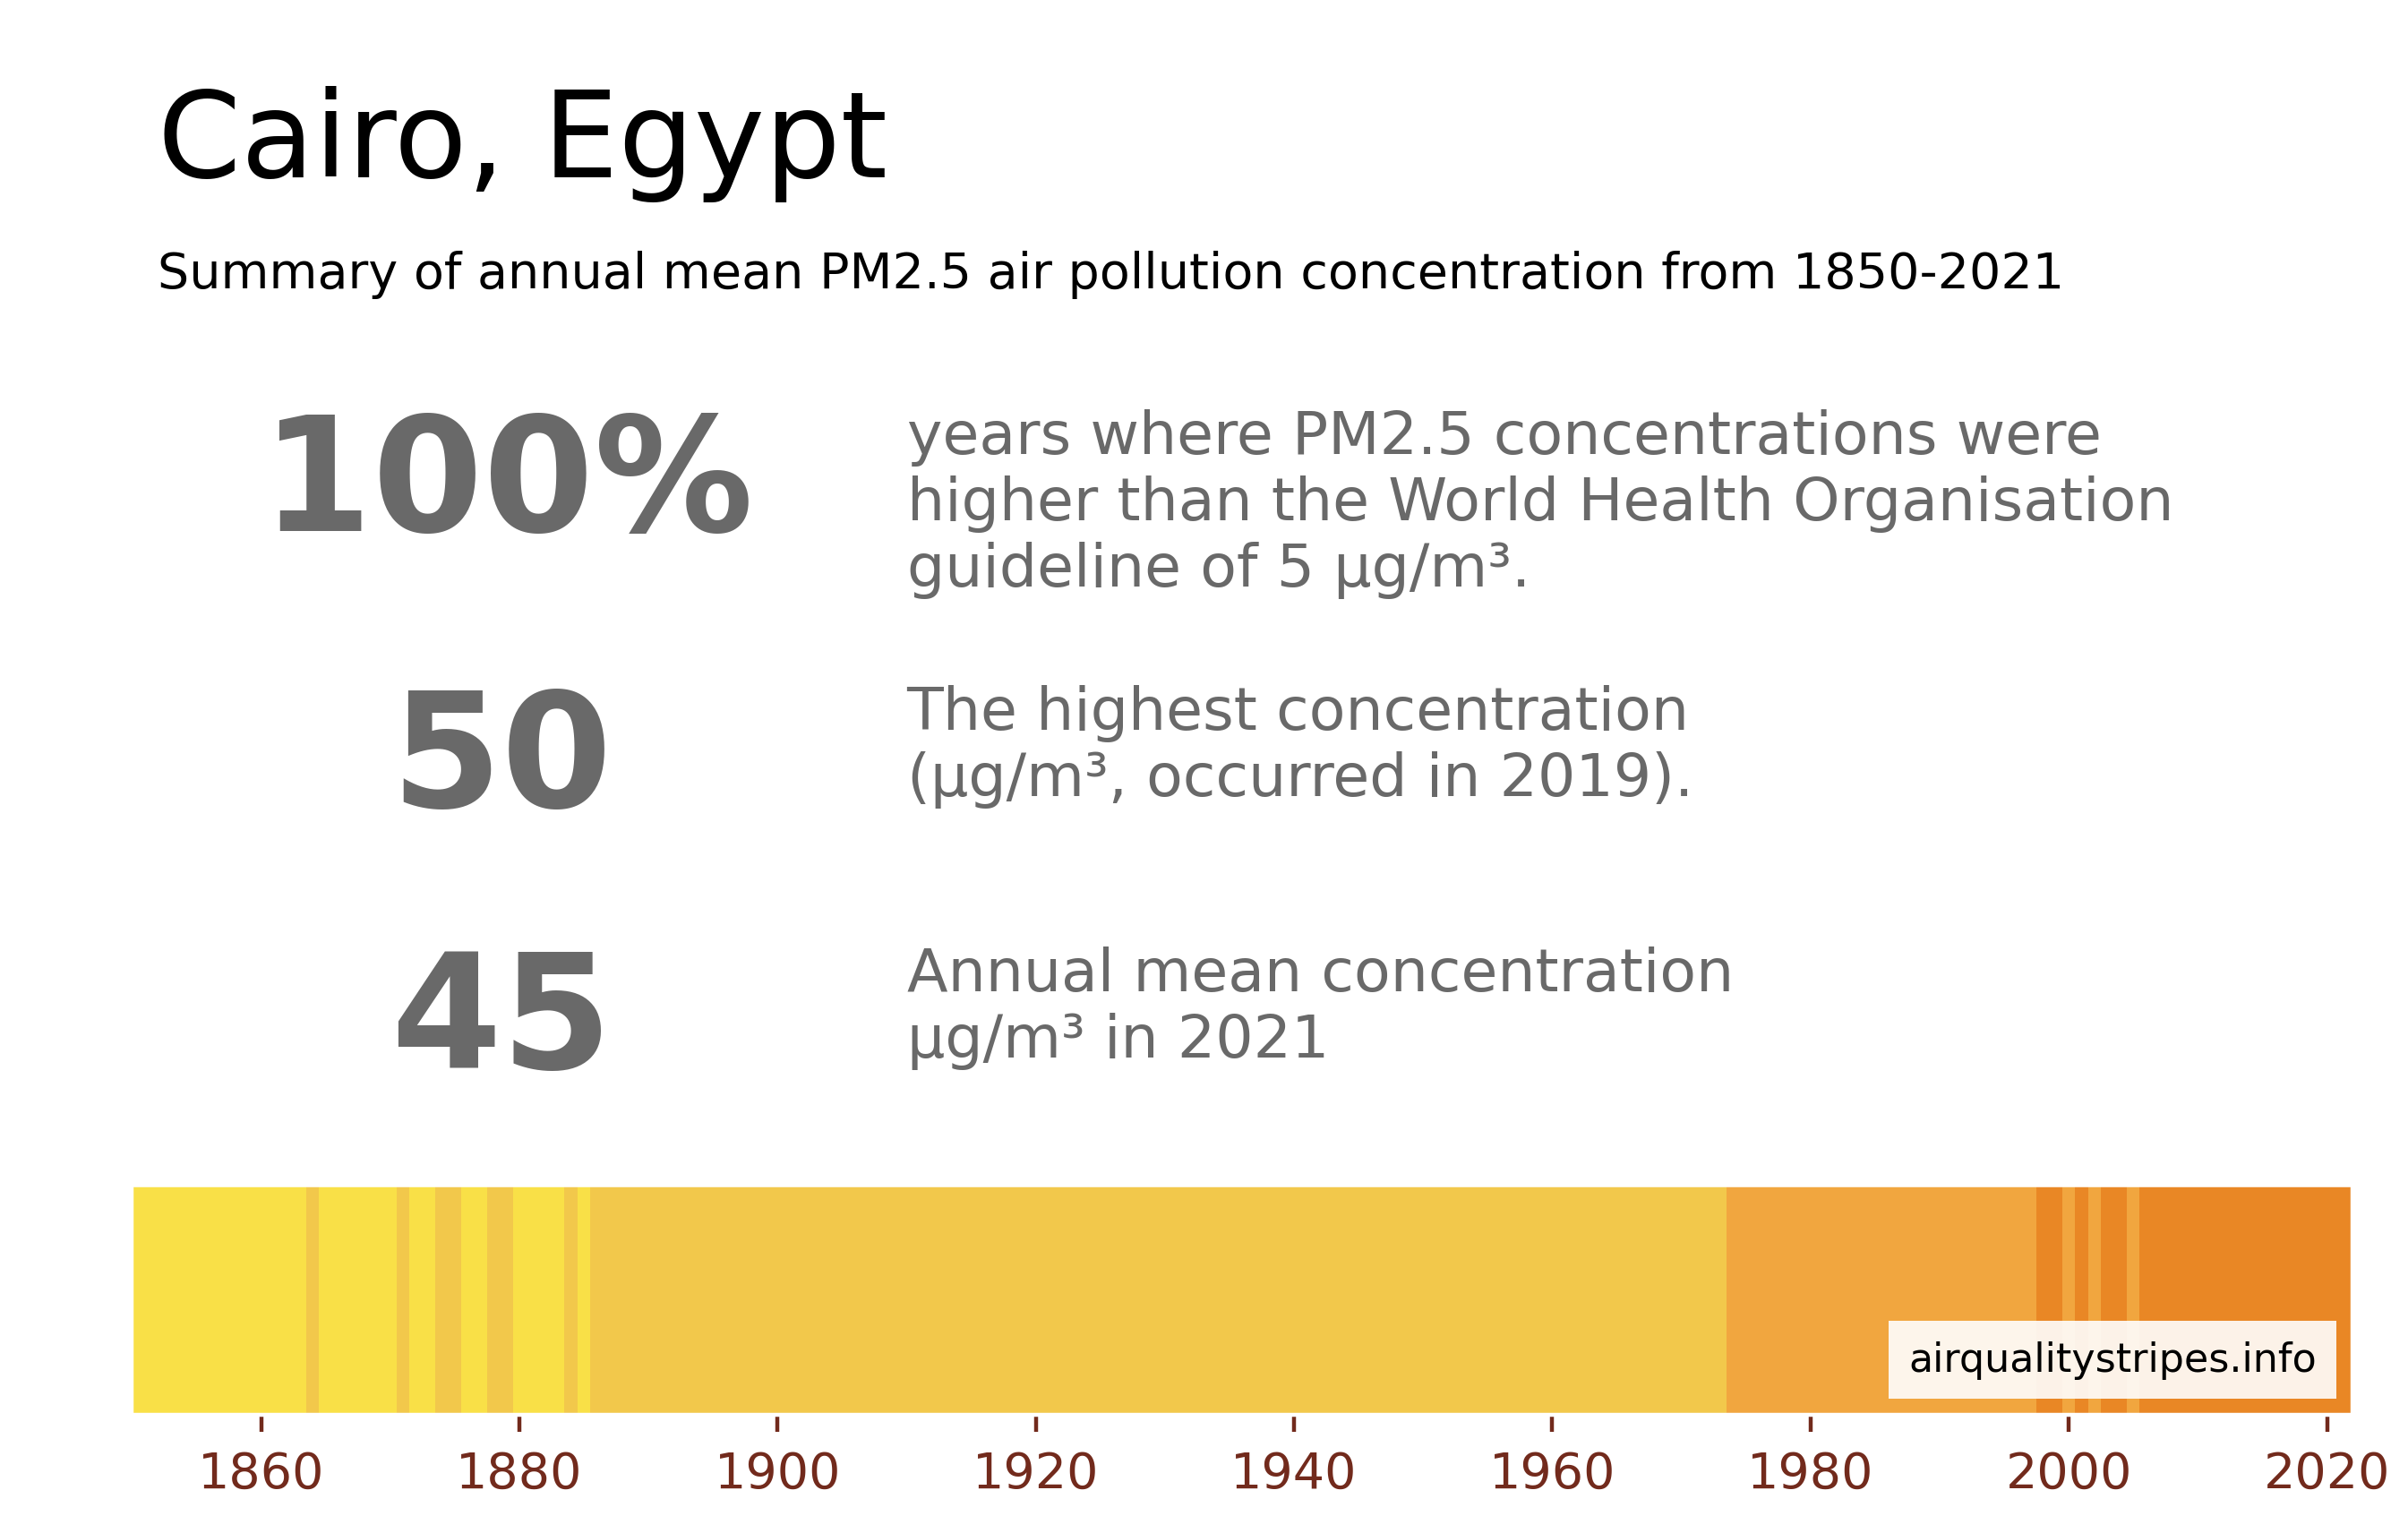 Cairo, Egypt
Summary of annual mean PM2.5 air pollution concentration from 1850-2021
100%
years where PM2.5 concentrations were
higher than the World Health Organisation
guideline of 5 µg/m³.
50
The highest concentration
(µg/m³, occurred in 2019).
45
Annual mean concentration
µg/m³ in 2021
airqualitystripes.info
1860 1880 1900 1920 1940 1960 1980 2000 2020